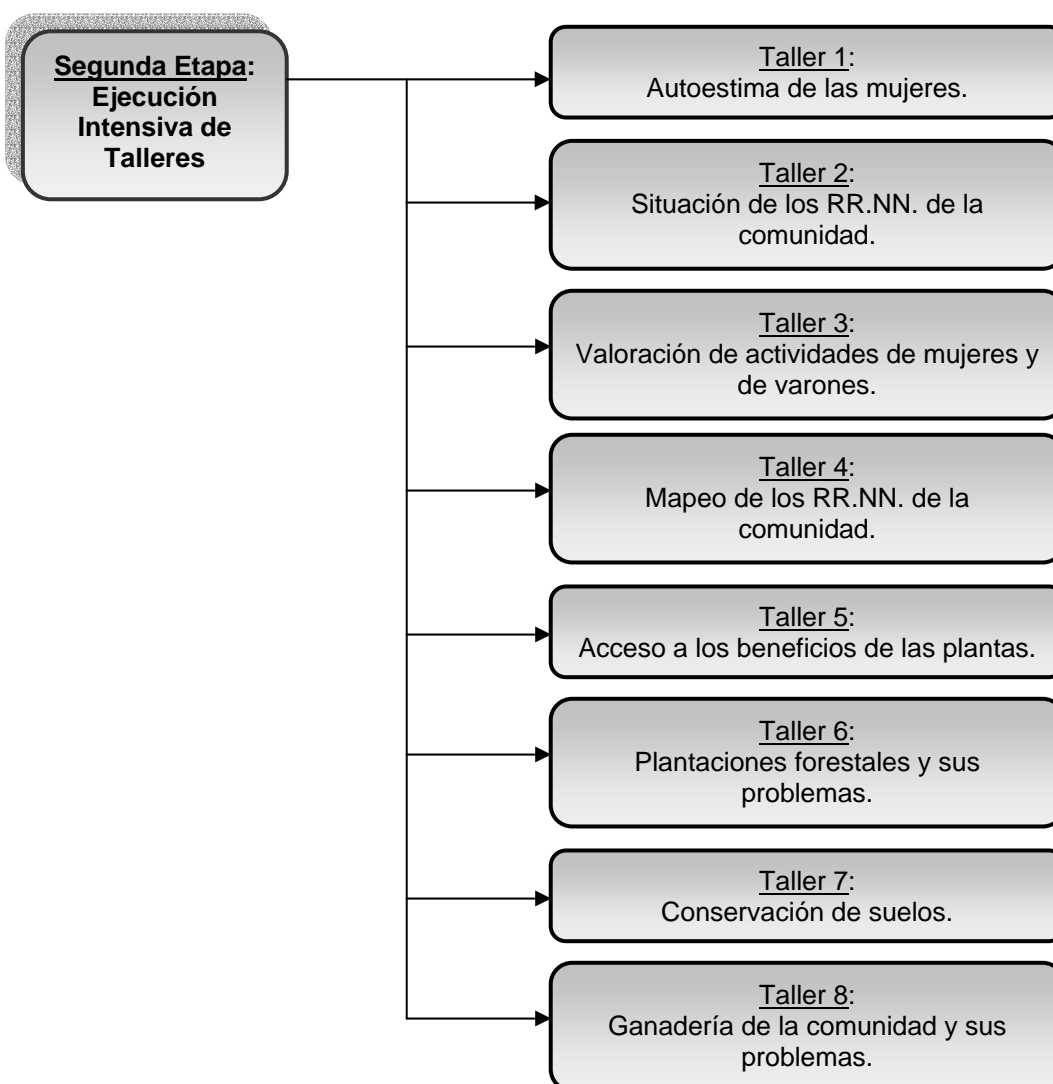 Segunda Etapa:
Ejecución
Intensiva de
Talleres
Taller 1:
Autoestima de las mujeres.
Taller 2:
Situación de los RR.NN. de la
comunidad.
Taller 3:
Valoración de actividades de mujeres y
de varones.
Taller 4:
Mapeo de los RR.NN. de la
comunidad.
Taller 5:
Acceso a los beneficios de las plantas.
Taller 6:
Plantaciones forestales y sus
problemas.
Taller 7:
Conservación de suelos.
Taller 8:
Ganadería de la comunidad y sus
problemas.